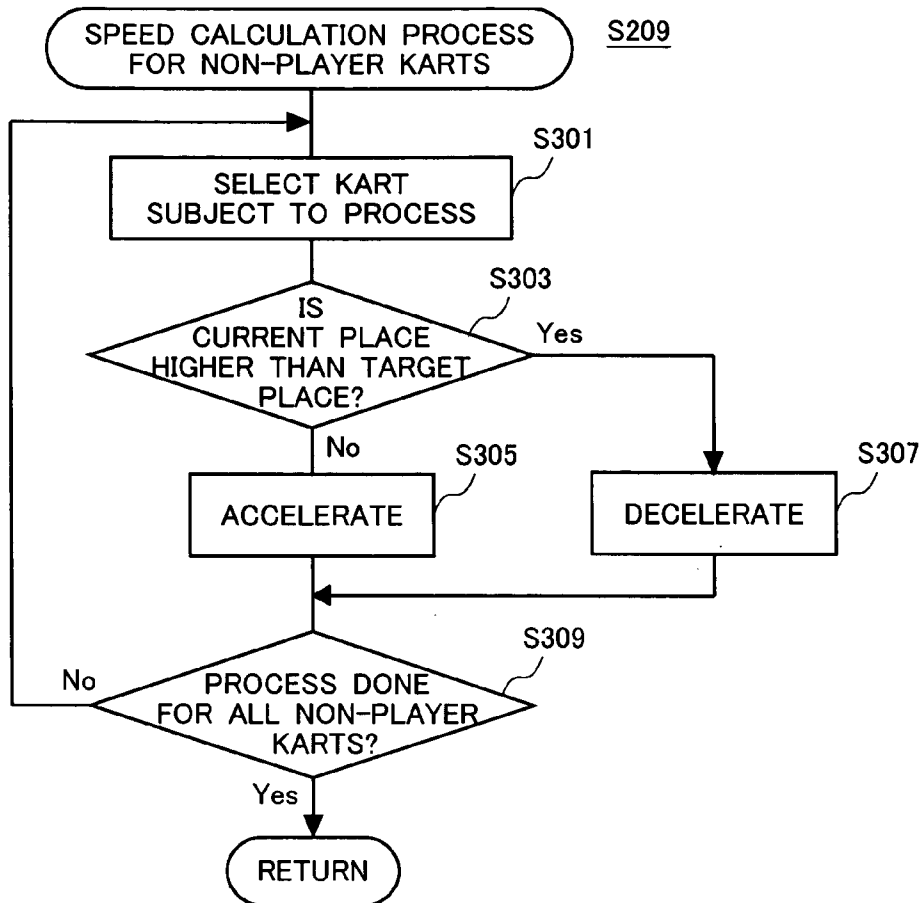 SPEED CALCULATION PROCESS
FOR NON-PLAYER KARTS
S209
S301
SELECT KART
SUBJECT TO PROCESS
S303
IS
CURRENT PLACE
HIGHER THAN TARGET
PLACE?
Yes
No
S305
ACCELERATE
S307
DECELERATE
S309
No
PROCESS DONE
FOR ALL NON-PLAYER
KARTS?
Yes
RETURN